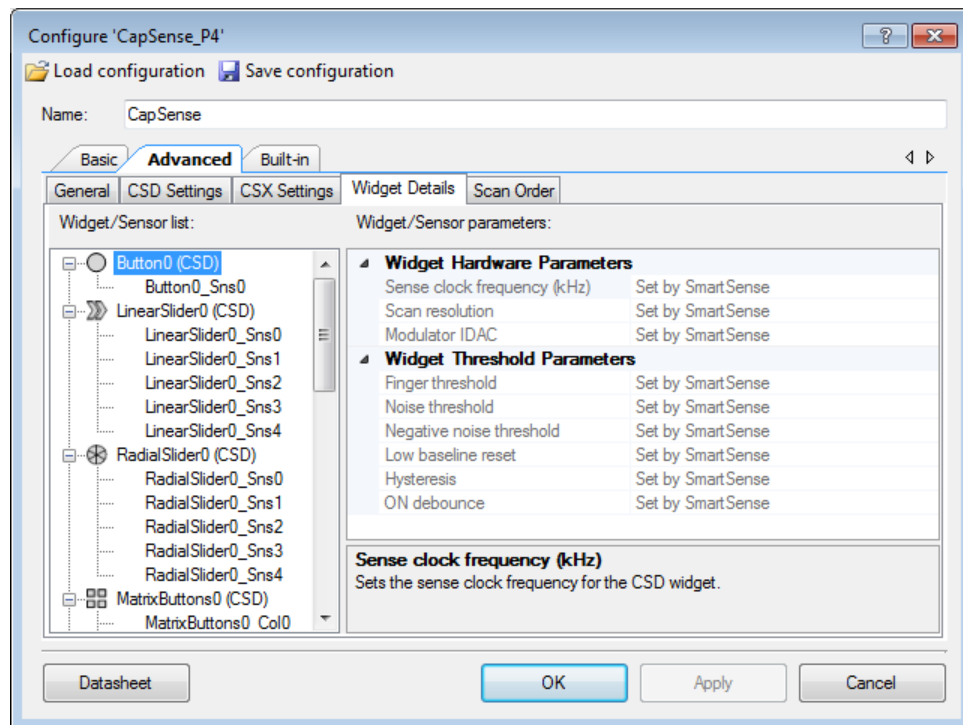 Configure 'CapSense_P4'
Load configuration Save configuration
Name: CapSense
Basic Advanced Built-in
General CSD Settings CSX Settings Widget Details Scan Order
Widget/Sensor list: Widget/Sensor parameters:
Button0 (CSD)
Button0_Sns0
LinearSlider0 (CSD)
LinearSlider0_Sns0
LinearSlider0_Sns1
LinearSlider0_Sns2
LinearSlider0_Sns3
LinearSlider0_Sns4
RadialSlider0 (CSD)
RadialSlider0_Sns0
RadialSlider0_Sns1
RadialSlider0_Sns2
RadialSlider0_Sns3
RadialSlider0_Sns4
MatrixButtons0 (CSD)
MatrixButtons0_Col0
Widget Hardware Parameters
Sense clock frequency (kHz) Set by SmartSense
Scan resolution Set by SmartSense
Modulator IDAC Set by SmartSense
Widget Threshold Parameters
Finger threshold Set by SmartSense
Noise threshold Set by SmartSense
Negative noise threshold Set by SmartSense
Low baseline reset Set by SmartSense
Hysteresis Set by SmartSense
ON debounce Set by SmartSense
Sense clock frequency (kHz)
Sets the sense clock frequency for the CSD widget.
Datasheet OK Apply Cancel